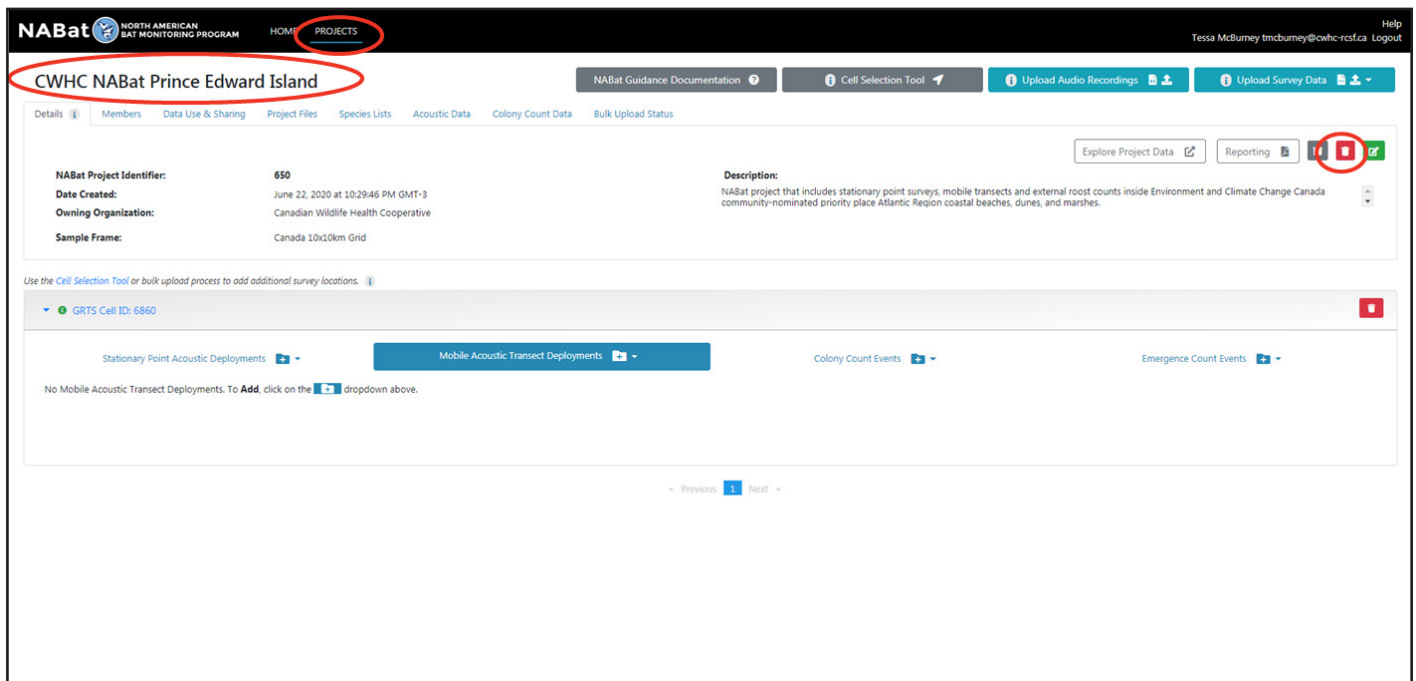 NABat NORTH AMERICAN BAT MONITORING PROGRAM HOME PROJECTS
Help
Tessa McBurney tmcburney@cwhc-rcsf.ca Logout
CWHC NABat Prince Edward Island
NABat Guidance Documentation Cell Selection Tool Upload Audio Recordings Upload Survey Data
Details Members Data Use & Sharing Project Files Species Lists Acoustic Data Colony Count Data Bulk Upload Status
Explore Project Data Reporting
NABat Project Identifier: 650
Date Created: June 22, 2020 at 10:29:46 PM GMT-3
Owning Organization: Canadian Wildlife Health Cooperative
Sample Frame: Canada 10x10km Grid
Description:
NABat project that includes stationary point surveys, mobile transects and external roost counts inside Environment and Climate Change Canada
community-nominated priority place Atlantic Region coastal beaches, dunes, and marshes.
Use the Cell Selection Tool or bulk upload process to add additional survey locations.
GRTS Cell ID: 6860
Stationary Point Acoustic Deployments Mobile Acoustic Transect Deployments Colony Count Events Emergence Count Events
No Mobile Acoustic Transect Deployments. To Add, click on the + dropdown above.
« Previous 1 Next »